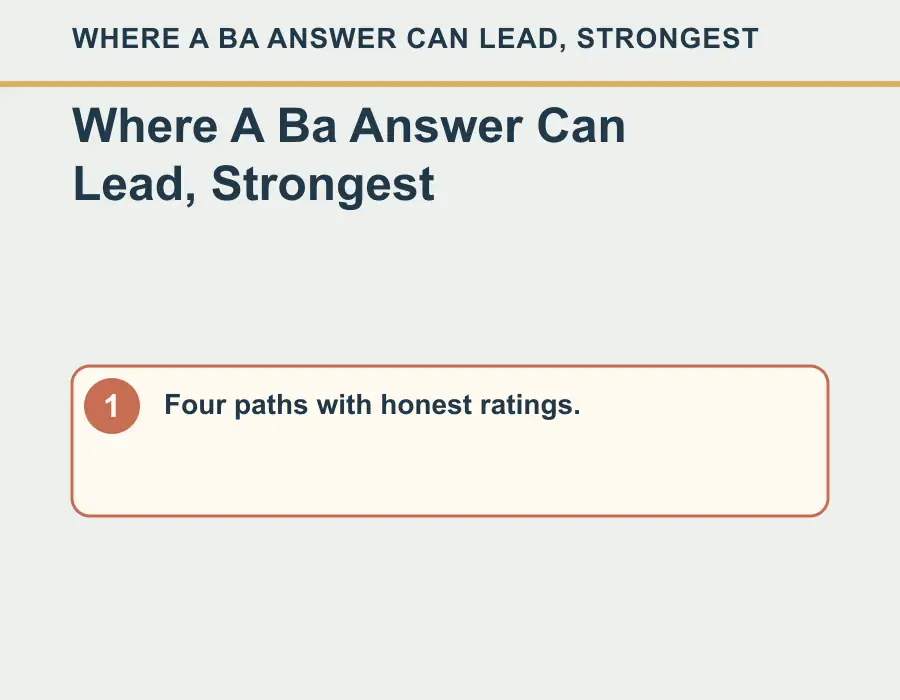 WHERE A BA ANSWER CAN LEAD, STRONGEST
Where A Ba Answer Can
Lead, Strongest
1
Four paths with honest ratings.